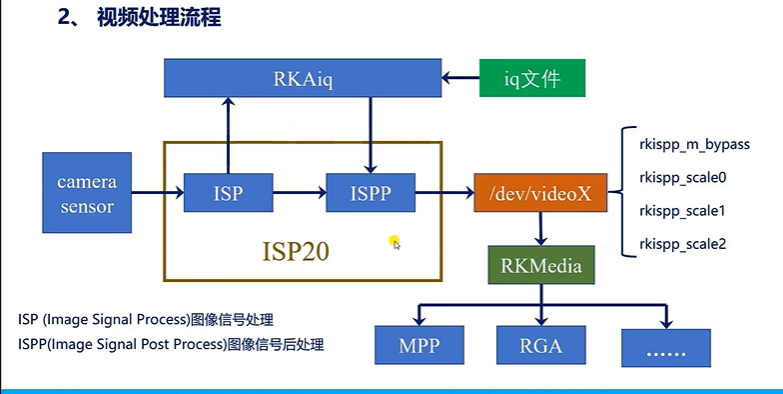 2、 视频处理流程
RKAiq
iq文件
camera
sensor
ISP
ISPP
ISP20
/dev/videoX
rkispp_m_bypass
rkispp_scale0
rkispp_scale1
rkispp_scale2
RKMedia
ISP (Image Signal Process)图像信号处理
ISPP(Image Signal Post Process)图像信号后处理
MPP
RGA
......